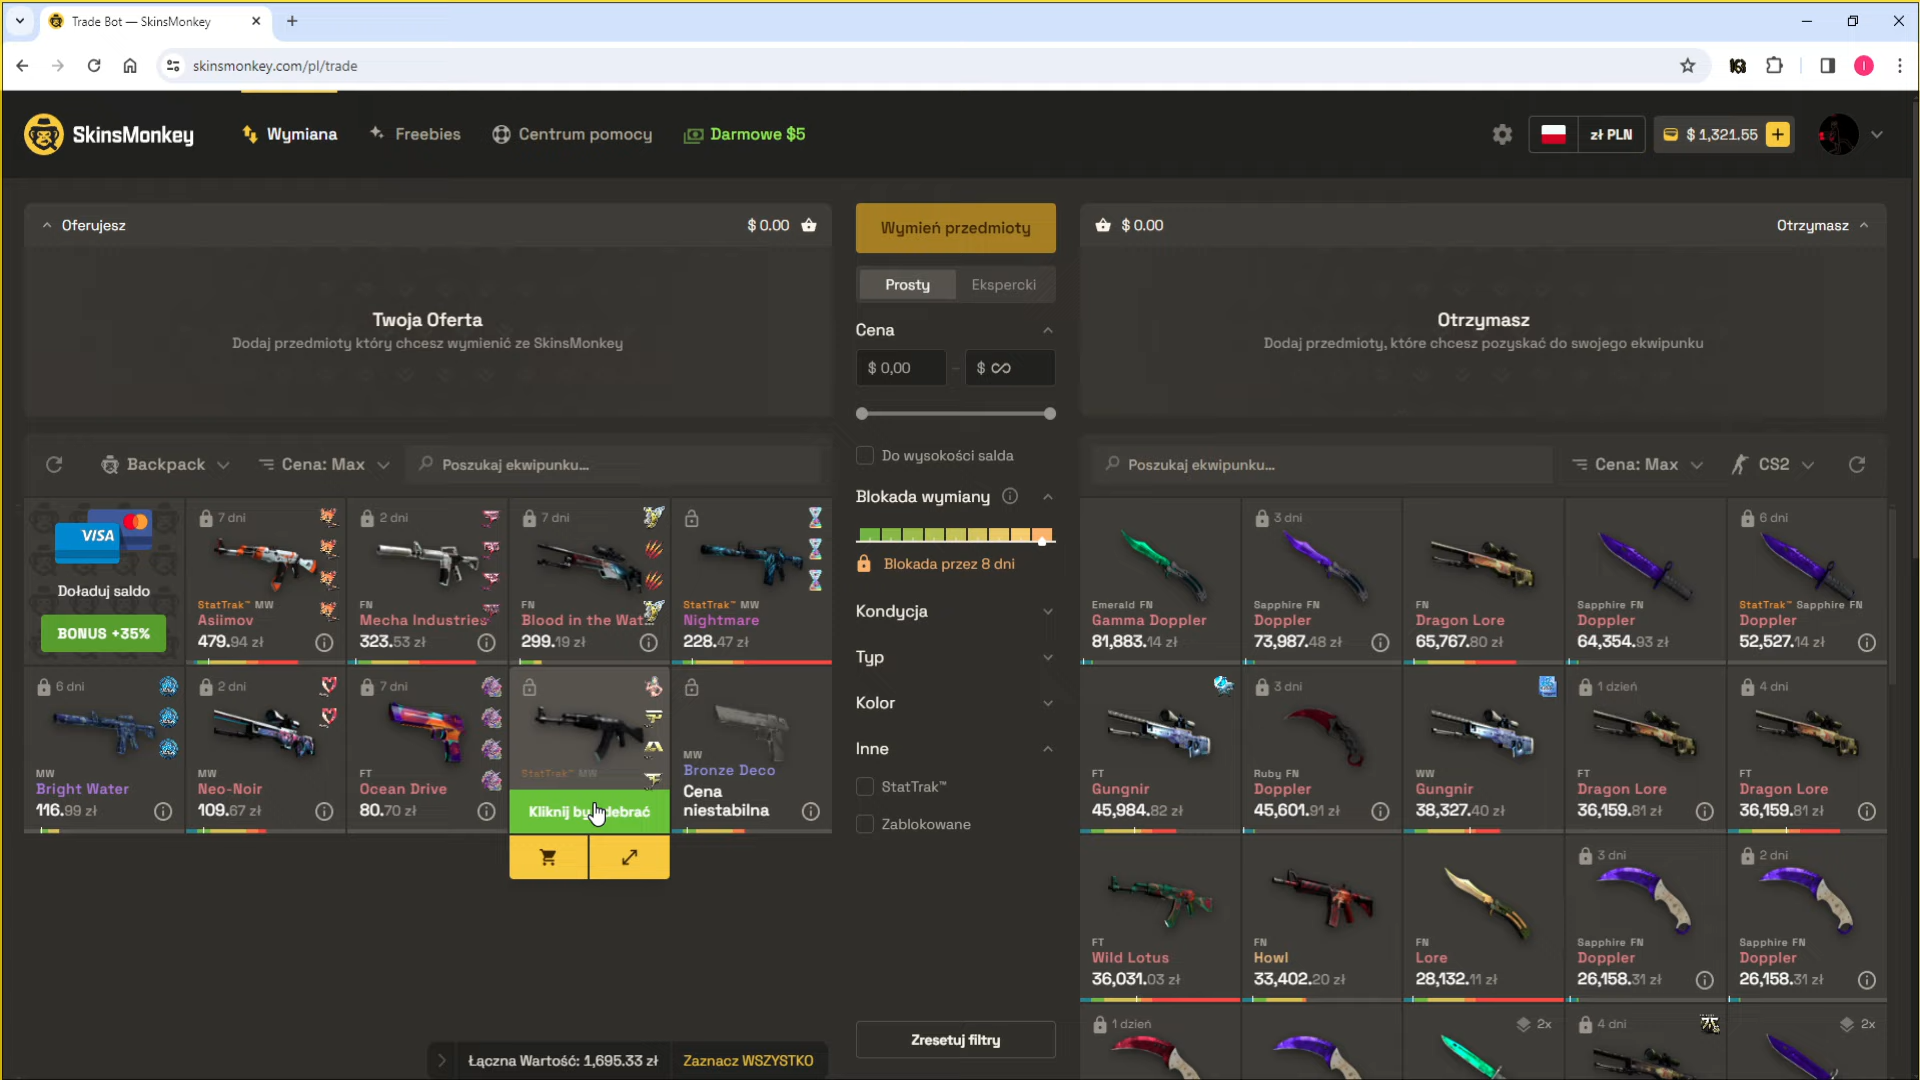 Trade Bot — SkinsMonkey
skinsmonkey.com/pl/trade
SkinsMonkey
Wymiana
Freebies
Centrum pomocy
Darmowe $5
zł PLN
$ 1,321.55
Oferujesz
$ 0.00
Wymień przedmioty
$ 0.00
Otrzymasz
Prosty
Ekspercki
Twoja Oferta
Dodaj przedmioty który chcesz wymienić ze SkinsMonkey
Otrzymasz
Dodaj przedmioty, które chcesz pozyskać do swojego ekwipunku
Cena
$ 0,00
–
$ ∞
Do wysokości salda
Blokada wymiany
Blokada przez 8 dni
Kondycja
Typ
Kolor
Inne
StatTrak™
Zablokowane
Zresetuj filtry
Backpack
Cena: Max
Poszukaj ekwipunku...
VISA
Doładuj saldo
BONUS +35%
7 dni
StatTrak™ MW
Asiimov
479.94 zł
2 dni
FN
Mecha Industries
323.53 zł
7 dni
FN
Blood in the Wat...
299.19 zł
StatTrak™ MW
Nightmare
228.47 zł
6 dni
MW
Bright Water
116.99 zł
2 dni
MW
Neo-Noir
109.67 zł
7 dni
FT
Ocean Drive
80.70 zł
StatTrak™ MW
Kliknij by debrać
MW
Bronze Deco
Cena
niestabilna
Łączna Wartość: 1,695.33 zł
Zaznacz WSZYSTKO
Poszukaj ekwipunku...
Cena: Max
CS2
Emerald FN
Gamma Doppler
81,883.14 zł
3 dni
Sapphire FN
Doppler
73,987.48 zł
FN
Dragon Lore
65,767.80 zł
Sapphire FN
Doppler
64,354.93 zł
6 dni
StatTrak™ Sapphire FN
Doppler
52,527.14 zł
FT
Gungnir
45,984.82 zł
3 dni
Ruby FN
Doppler
45,601.91 zł
WW
Gungnir
38,327.40 zł
1 dzień
FT
Dragon Lore
36,159.81 zł
4 dni
FT
Dragon Lore
36,159.81 zł
FT
Wild Lotus
36,031.03 zł
FN
Howl
33,402.20 zł
FN
Lore
28,132.11 zł
3 dni
Sapphire FN
Doppler
26,158.31 zł
2 dni
Sapphire FN
Doppler
26,158.31 zł
1 dzień
2x
4 dni
2x